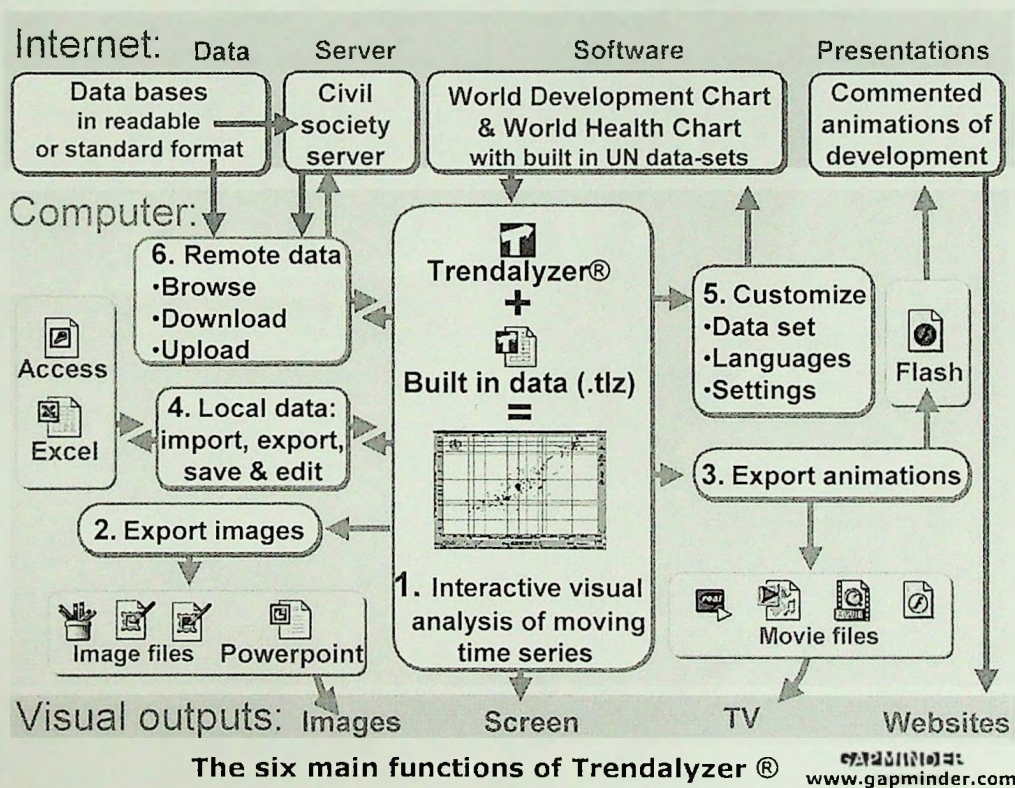 Internet: Data Server Software Presentations
Data bases
in readable
or standard format
Civil
society
server
World Development Chart
& World Health Chart
with built in UN data-sets
Commented
animations of
development
Computer:
6. Remote data
•Browse
•Download
•Upload
Trendalyzer®
+
Built in data (.tlz)
=
5. Customize
•Data set
•Languages
•Settings
Flash
Access
Excel
4. Local data:
import, export,
save & edit
3. Export animations
2. Export images
1. Interactive visual
analysis of moving
time series
Image files Powerpoint
Movie files
Visual outputs: Images Screen TV Websites
The six main functions of Trendalyzer ®
GAPMINDER
www.gapminder.com